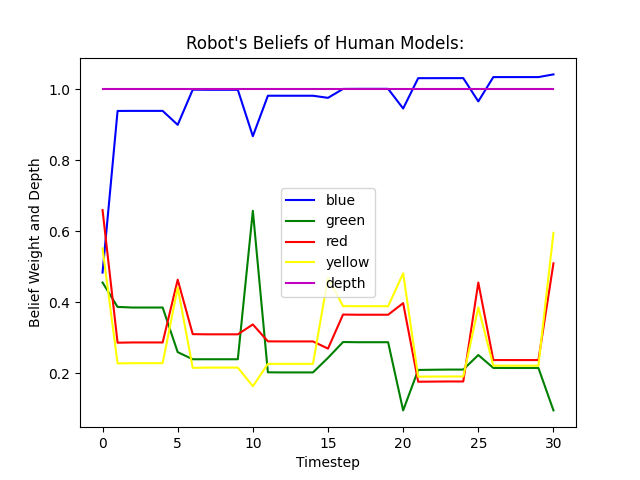 Robot's Beliefs of Human Models:
Belief Weight and Depth
1.0
0.8
0.6
0.4
0.2
blue
green
red
yellow
depth
0 5 10 15 20 25 30
Timestep